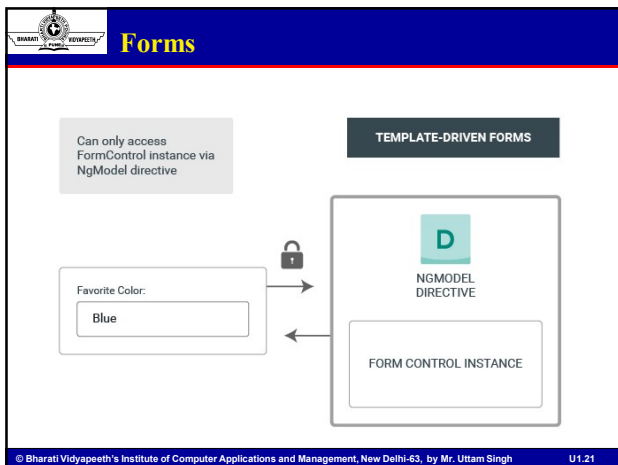 BHARATI
VIDYAPEETH
PUNE
Forms
Can only access
FormControl instance via
NgModel directive
TEMPLATE-DRIVEN FORMS
D
NGMODEL
DIRECTIVE
Favorite Color:
Blue
FORM CONTROL INSTANCE
© Bharati Vidyapeeth's Institute of Computer Applications and Management, New Delhi-63, by Mr. Uttam Singh U1.21